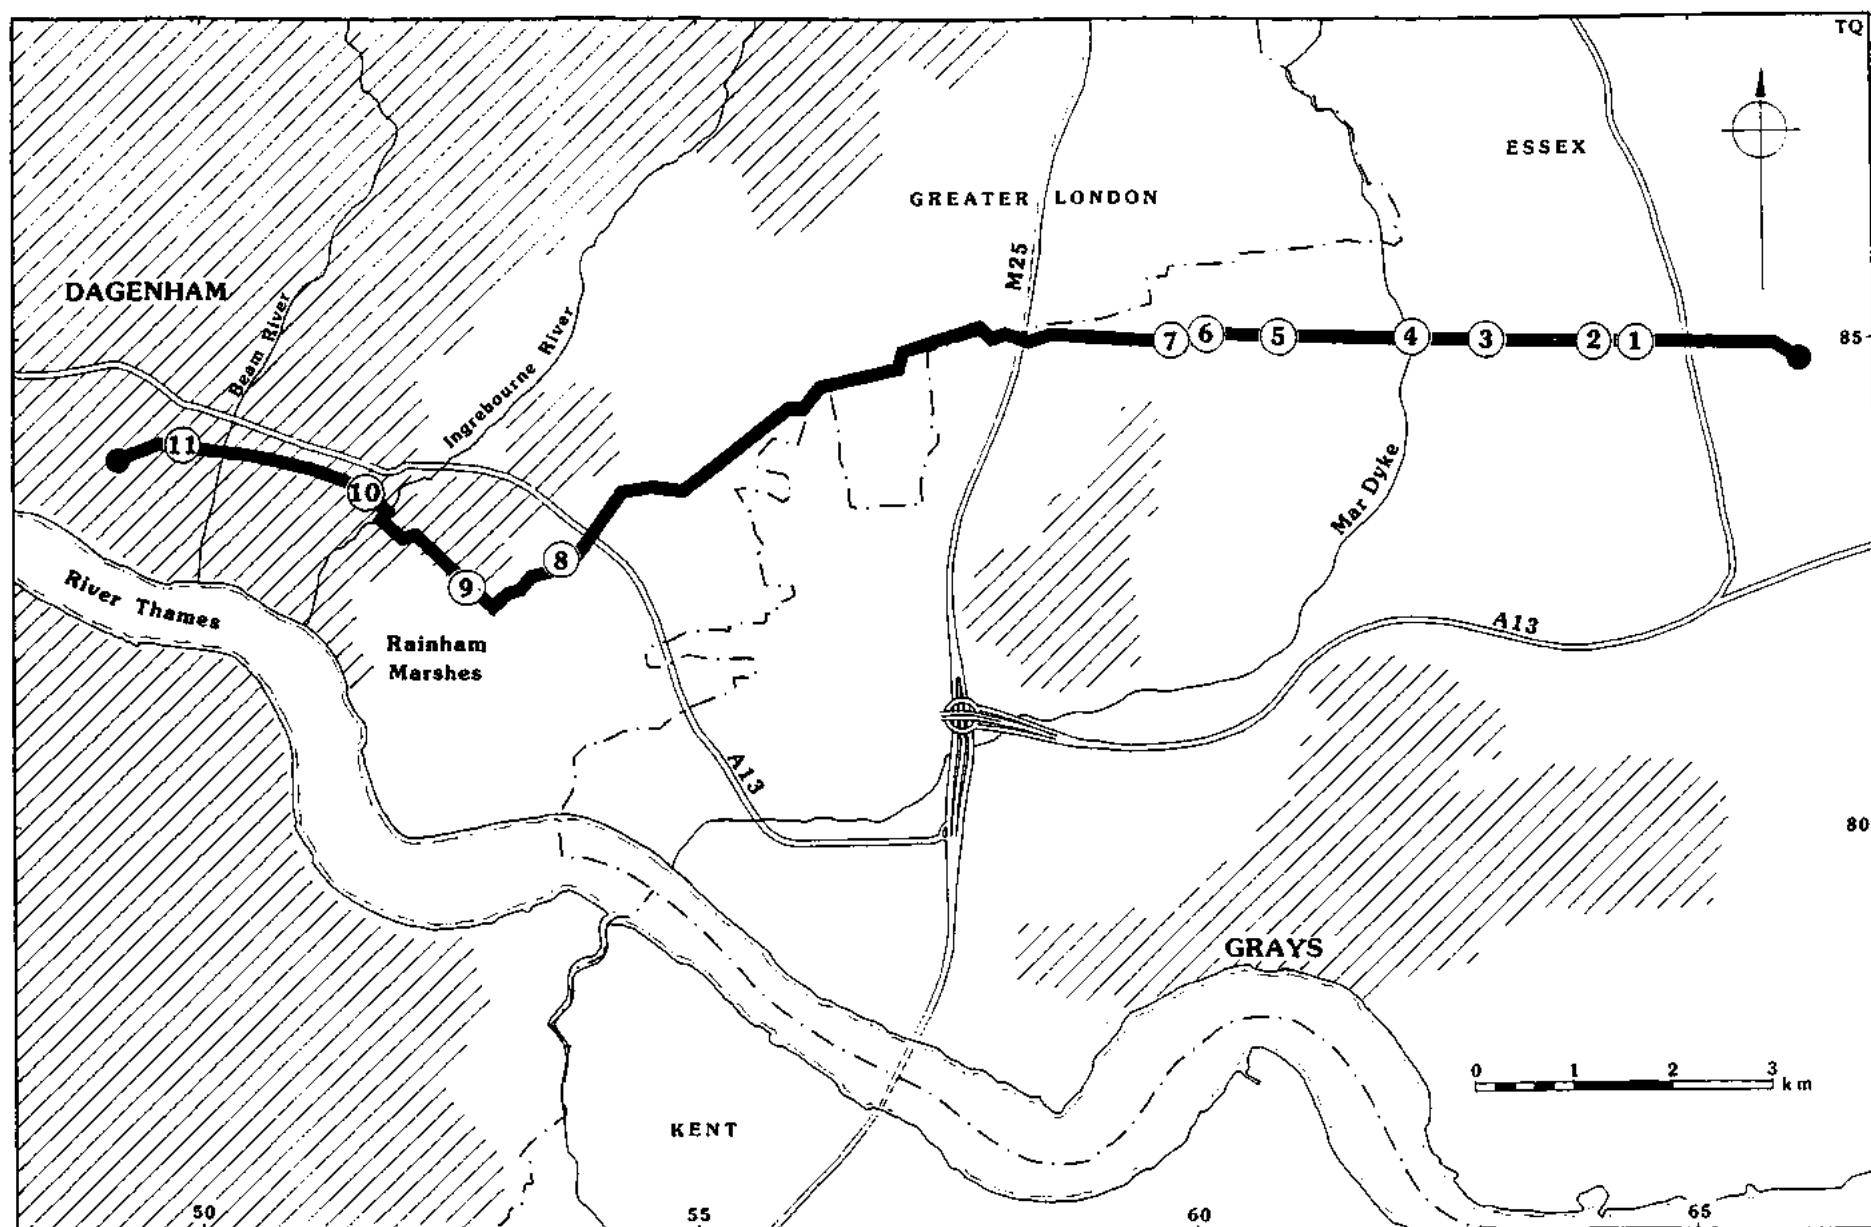 TQ
ESSEX
GREATER LONDON
M25
DAGENHAM
Beam River
Ingrebourne River
85
11
10
9
8
7
6
5
4
3
2
1
Mar Dyke
River Thames
Rainham
Marshes
A13
A13
80
GRAYS
0 1 2 3 km
KENT
50 55 60 65